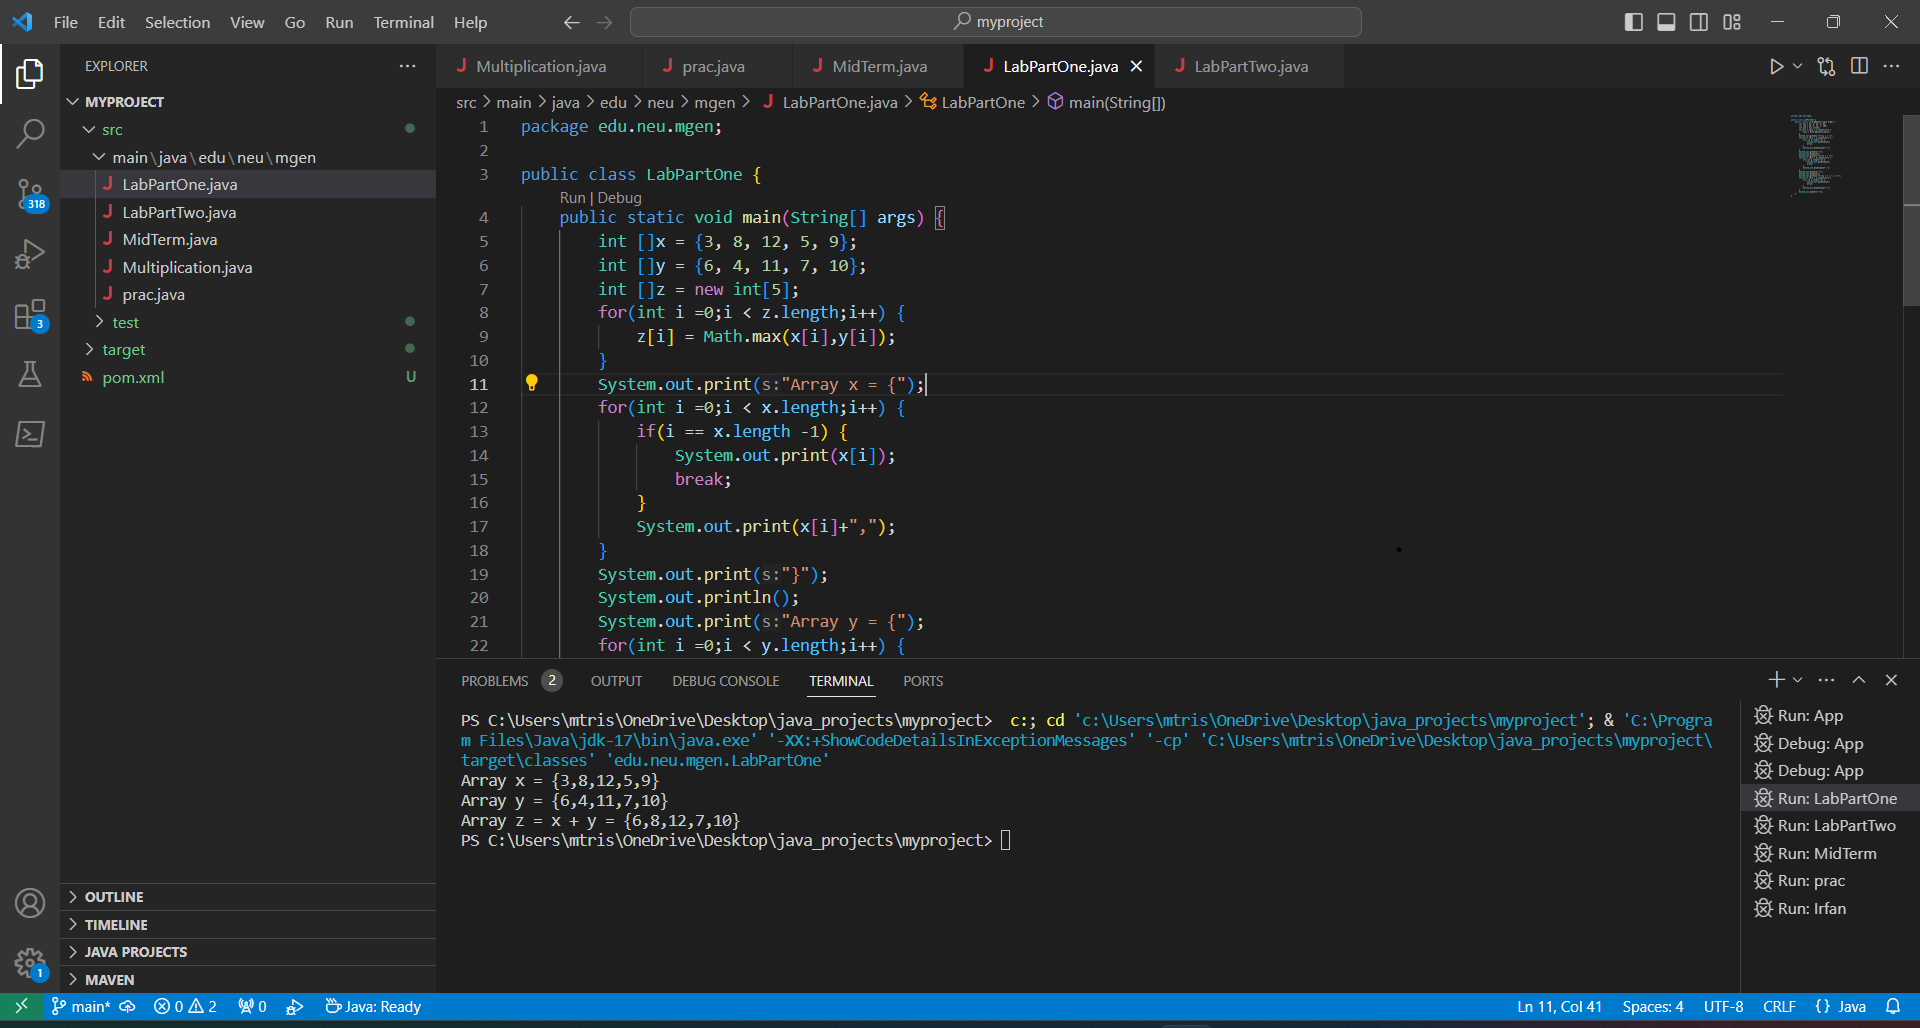 File Edit Selection View Go Run Terminal Help
myproject
EXPLORER
MYPROJECT
src
main\java\edu\neu\mgen
LabPartOne.java
LabPartTwo.java
MidTerm.java
Multiplication.java
prac.java
test
target
pom.xml U
318
3
OUTLINE
TIMELINE
JAVA PROJECTS
MAVEN
1
Multiplication.java prac.java MidTerm.java LabPartOne.java LabPartTwo.java
src > main > java > edu > neu > mgen > LabPartOne.java > LabPartOne > main(String[])
1 package edu.neu.mgen;
2
3 public class LabPartOne {
Run | Debug
4 public static void main(String[] args) {
5 int []x = {3, 8, 12, 5, 9};
6 int []y = {6, 4, 11, 7, 10};
7 int []z = new int[5];
8 for(int i =0;i < z.length;i++) {
9 z[i] = Math.max(x[i],y[i]);
10 }
11 System.out.print(s:"Array x = {");
12 for(int i =0;i < x.length;i++) {
13 if(i == x.length -1) {
14 System.out.print(x[i]);
15 break;
16 }
17 System.out.print(x[i]+",");
18 }
19 System.out.print(s:"}");
20 System.out.println();
21 System.out.print(s:"Array y = {");
22 for(int i =0;i < y.length;i++) {
PROBLEMS 2 OUTPUT DEBUG CONSOLE TERMINAL PORTS
PS C:\Users\mtris\OneDrive\Desktop\java_projects\myproject> c:; cd 'c:\Users\mtris\OneDrive\Desktop\java_projects\myproject'; & 'C:\Progra
m Files\Java\jdk-17\bin\java.exe' '-XX:+ShowCodeDetailsInExceptionMessages' '-cp' 'C:\Users\mtris\OneDrive\Desktop\java_projects\myproject\
target\classes' 'edu.neu.mgen.LabPartOne'
Array x = {3,8,12,5,9}
Array y = {6,4,11,7,10}
Array z = x + y = {6,8,12,7,10}
PS C:\Users\mtris\OneDrive\Desktop\java_projects\myproject>
Run: App
Debug: App
Debug: App
Run: LabPartOne
Run: LabPartTwo
Run: MidTerm
Run: prac
Run: Irfan
main* 0 2 0 Java: Ready Ln 11, Col 41 Spaces: 4 UTF-8 CRLF {} Java